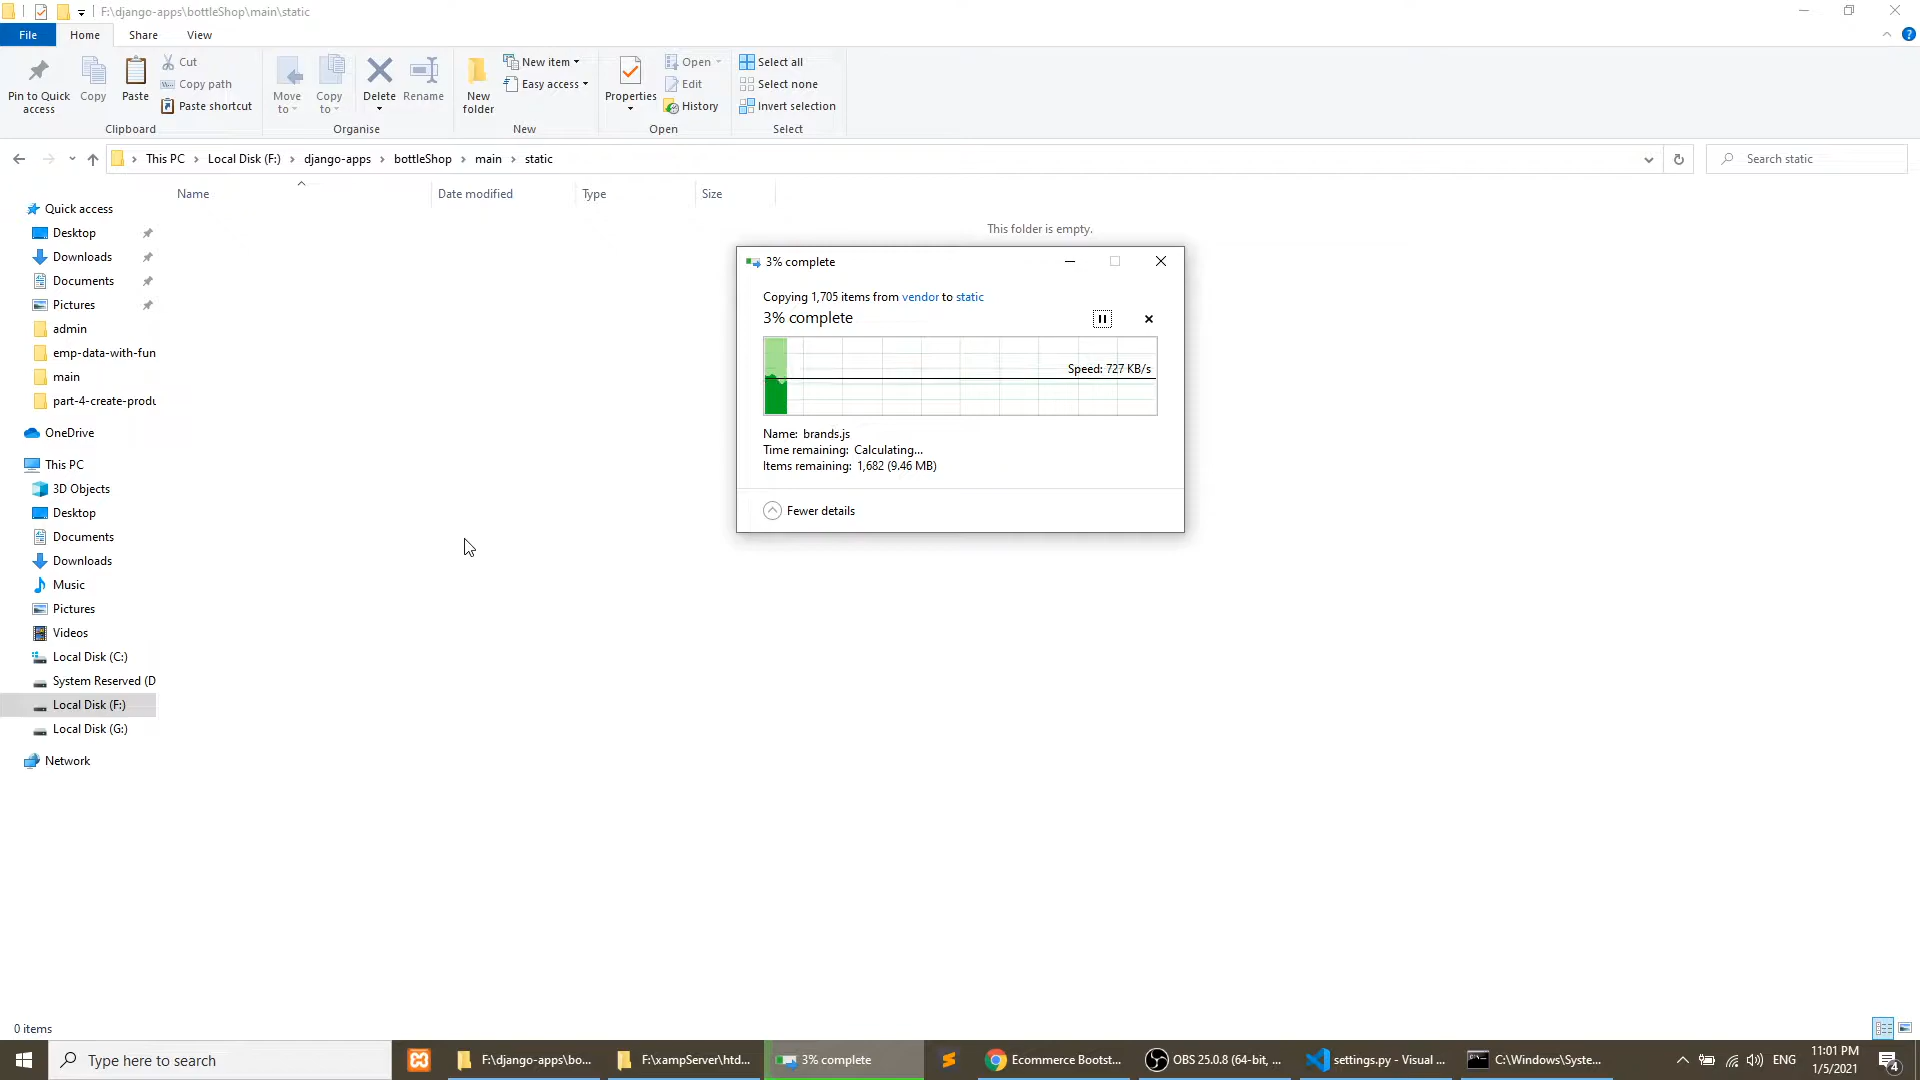 F:\django-apps\bottleShop\main\static
File Home Share View
Pin to Quick access
Copy
Paste
Cut
Copy path
Paste shortcut
Clipboard
Move to
Copy to
Delete
Rename
Organise
New folder
New item
Easy access
New
Properties
Open
Edit
History
Open
Select all
Select none
Invert selection
Select
This PC › Local Disk (F:) › django-apps › bottleShop › main › static
Search static
Name Date modified Type Size
This folder is empty.
Quick access
Desktop
Downloads
Documents
Pictures
admin
emp-data-with-fun
main
part-4-create-produ
OneDrive
This PC
3D Objects
Desktop
Documents
Downloads
Music
Pictures
Videos
Local Disk (C:)
System Reserved (D
Local Disk (F:)
Local Disk (G:)
Network
3% complete
Copying 1,705 items from vendor to static
3% complete
Speed: 727 KB/s
Name: brands.js
Time remaining: Calculating...
Items remaining: 1,682 (9.46 MB)
Fewer details
0 items
Type here to search
F:\django-apps\bo...
F:\xampServer\htd...
3% complete
Ecommerce Bootst...
OBS 25.0.8 (64-bit, ...
settings.py - Visual ...
C:\Windows\Syste...
ENG
11:01 PM
1/5/2021
4